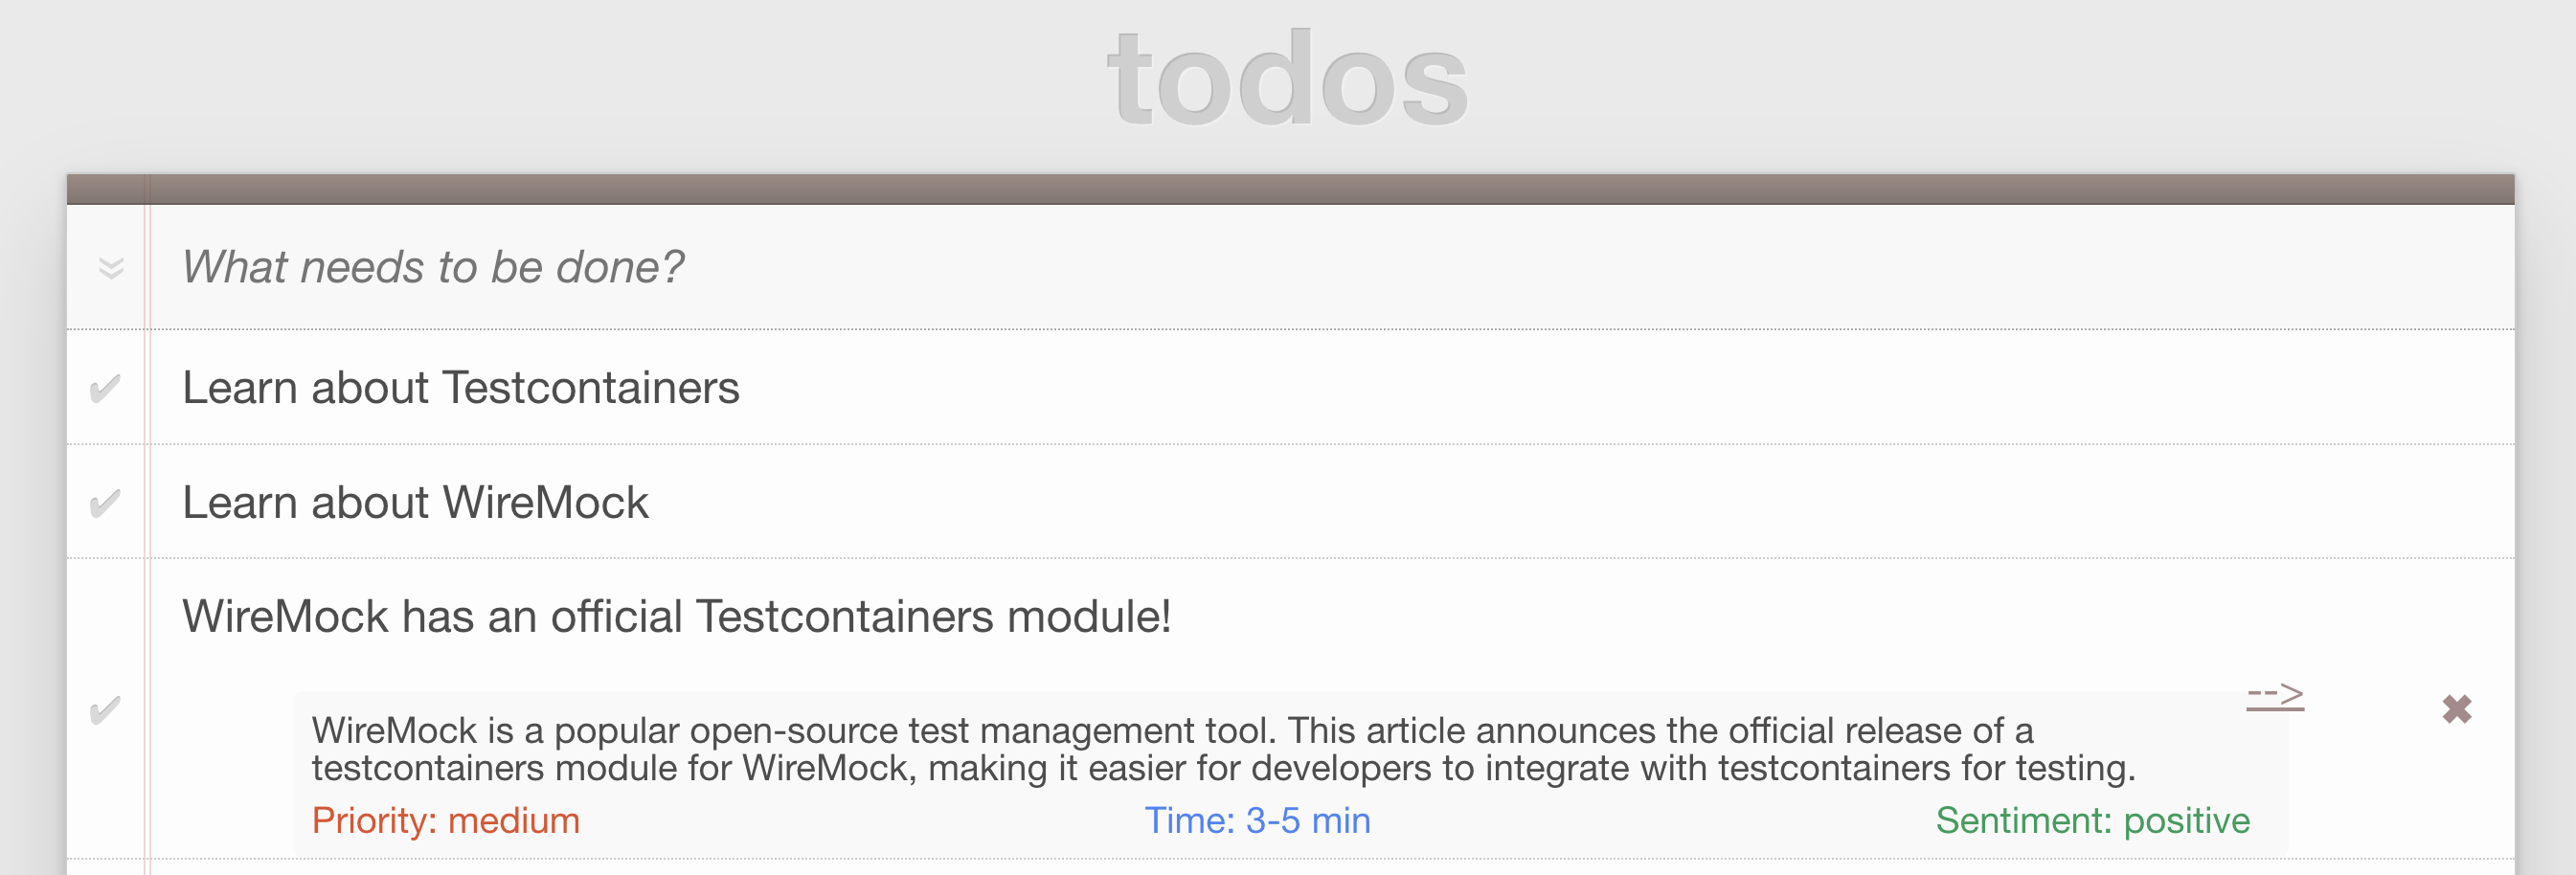 todos
What needs to be done?
Learn about Testcontainers
Learn about WireMock
WireMock has an official Testcontainers module!
-->
WireMock is a popular open-source test management tool. This article announces the official release of a
testcontainers module for WireMock, making it easier for developers to integrate with testcontainers for testing.
Priority: medium Time: 3-5 min Sentiment: positive